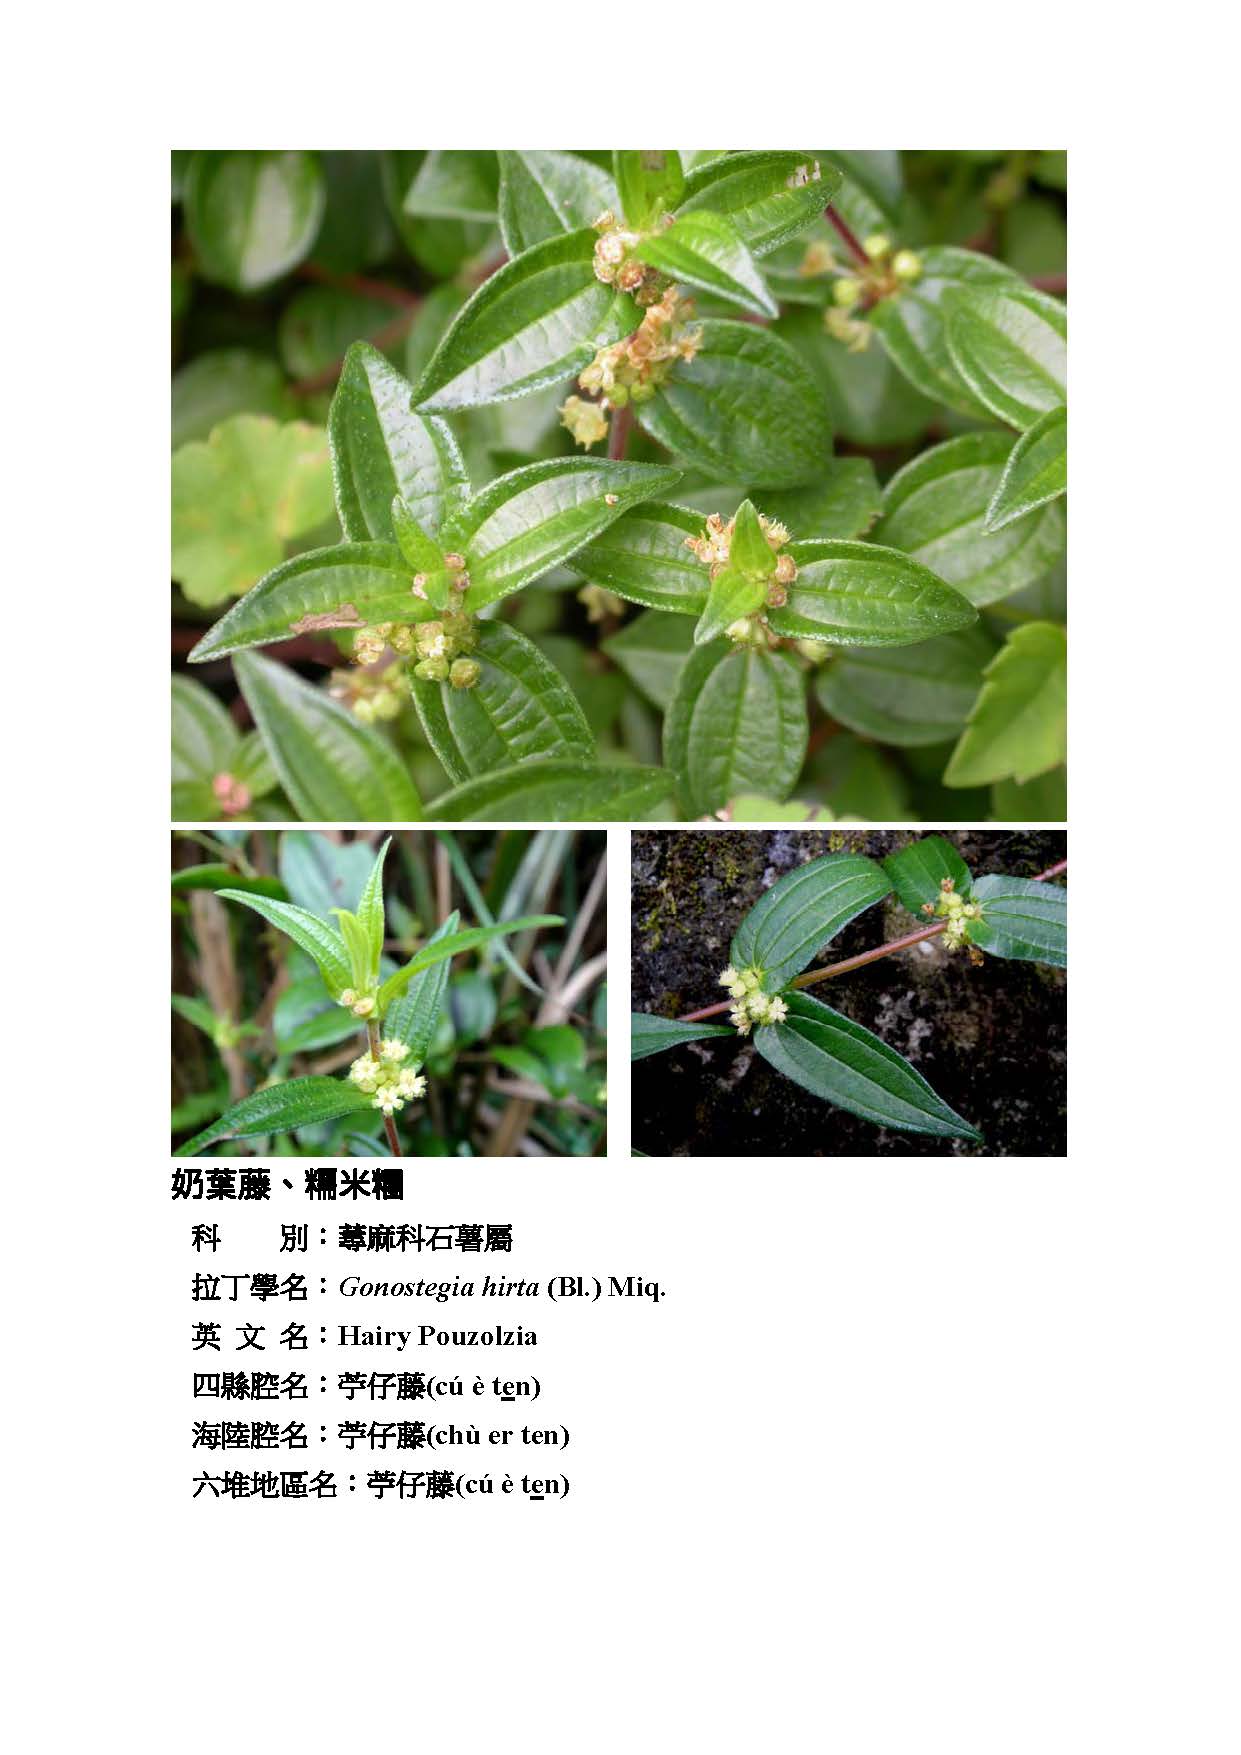 奶葉藤、糯米糰
科　　別：蕁麻科石薯屬
拉丁學名：Gonostegia hirta (Bl.) Miq.
英 文 名：Hairy Pouzolzia
四縣腔名：苧仔藤(cú è ten)
海陸腔名：苧仔藤(chù er ten)
六堆地區名：苧仔藤(cú è ten)